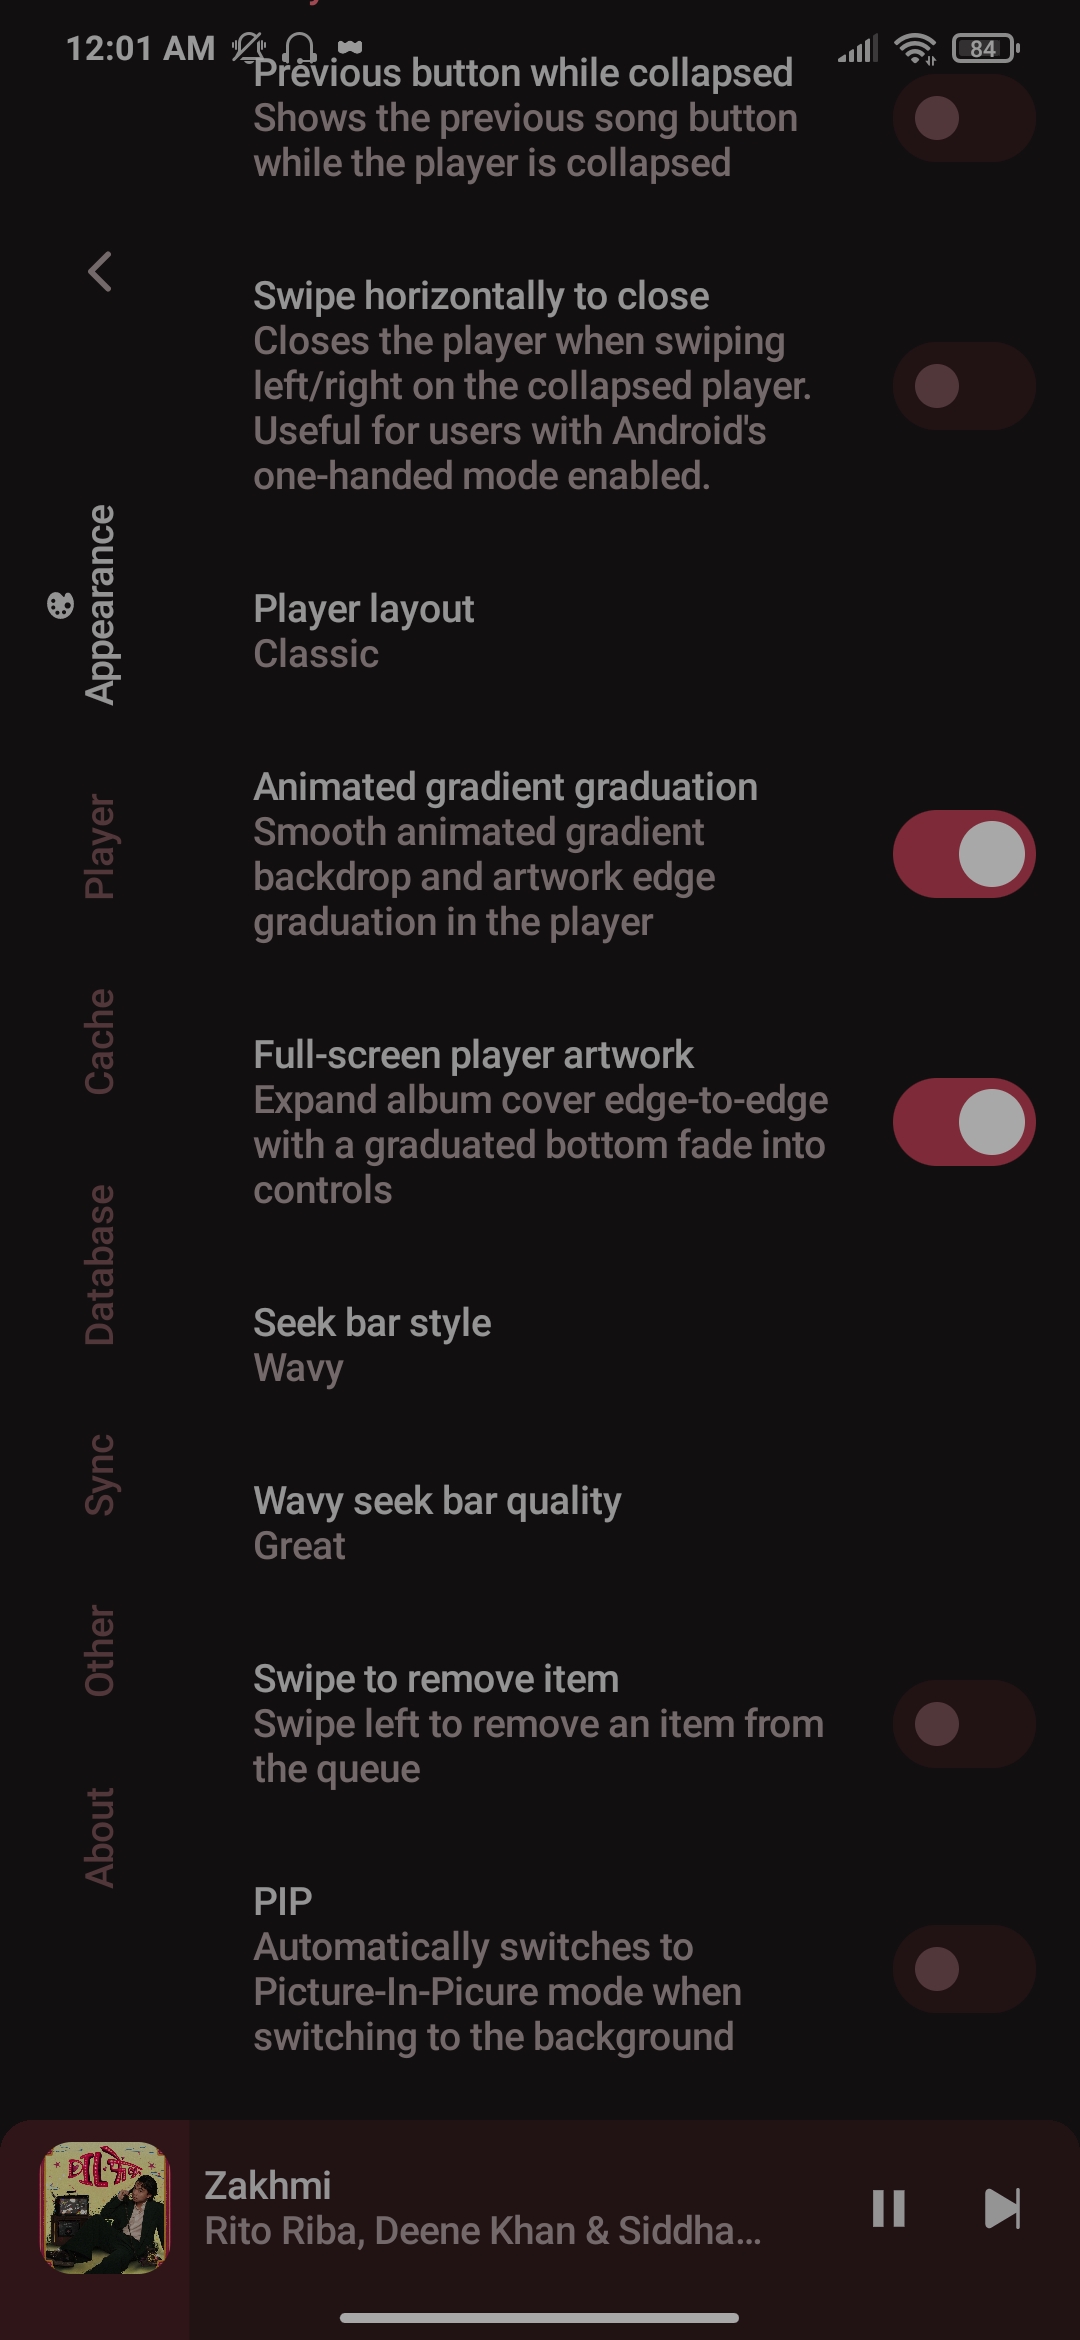 12:01 AM
84
Previous button while collapsed
Shows the previous song button
while the player is collapsed
Swipe horizontally to close
Closes the player when swiping
left/right on the collapsed player.
Useful for users with Android's
one-handed mode enabled.
Appearance
Player layout
Classic
Player
Animated gradient graduation
Smooth animated gradient
backdrop and artwork edge
graduation in the player
Cache
Full-screen player artwork
Expand album cover edge-to-edge
with a graduated bottom fade into
controls
Database
Seek bar style
Wavy
Sync
Wavy seek bar quality
Great
Other
Swipe to remove item
Swipe left to remove an item from
the queue
About
PIP
Automatically switches to
Picture-In-Picure mode when
switching to the background
Zakhmi
Rito Riba, Deene Khan & Siddha...